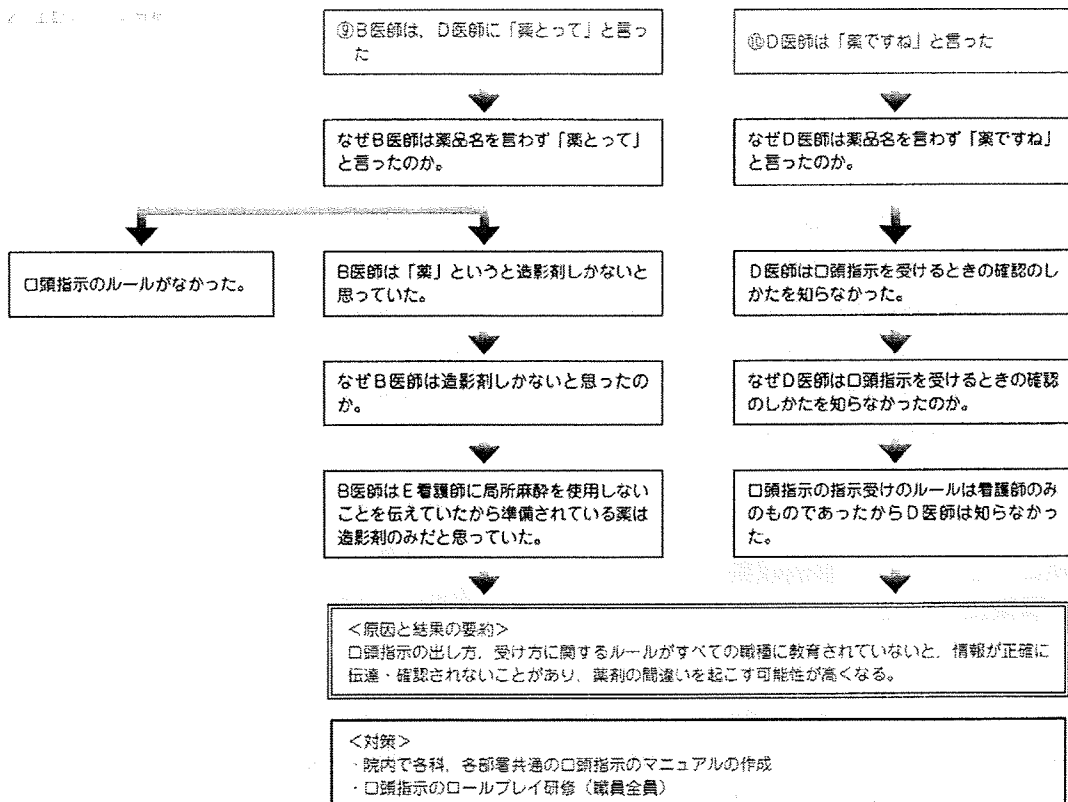 ⑨B医師は，D医師に「薬とって」と言っ
た
⑩D医師は「薬ですね」と言った
なぜB医師は薬品名を言わず「薬とって」
と言ったのか。
なぜD医師は薬品名を言わず「薬ですね」
と言ったのか。
口頭指示のルールがなかった。
B医師は「薬」というと造影剤しかないと
思っていた。
D医師は口頭指示を受けるときの確認のし
かたを知らなかった。
なぜB医師は造影剤しかないと思ったの
か。
なぜD医師は口頭指示を受けるときの確認
のしかたを知らなかったのか。
B医師はE看護師に局所麻酔を使用しない
ことを伝えていたから準備されている薬は
造影剤のみだと思っていた。
口頭指示の指示受けのルールは看護師のみ
のものであったからD医師は知らなかっ
た。
＜原因と結果の要約＞
口頭指示の出し方，受け方に関するルールがすべての職種に教育されていないと，情報が正確に
伝達・確認されないことがあり，薬剤の間違いを起こす可能性が高くなる。
＜対策＞
・院内で各科，各部署共通の口頭指示のマニュアルの作成
・口頭指示のロールプレイ研修（職員全員）